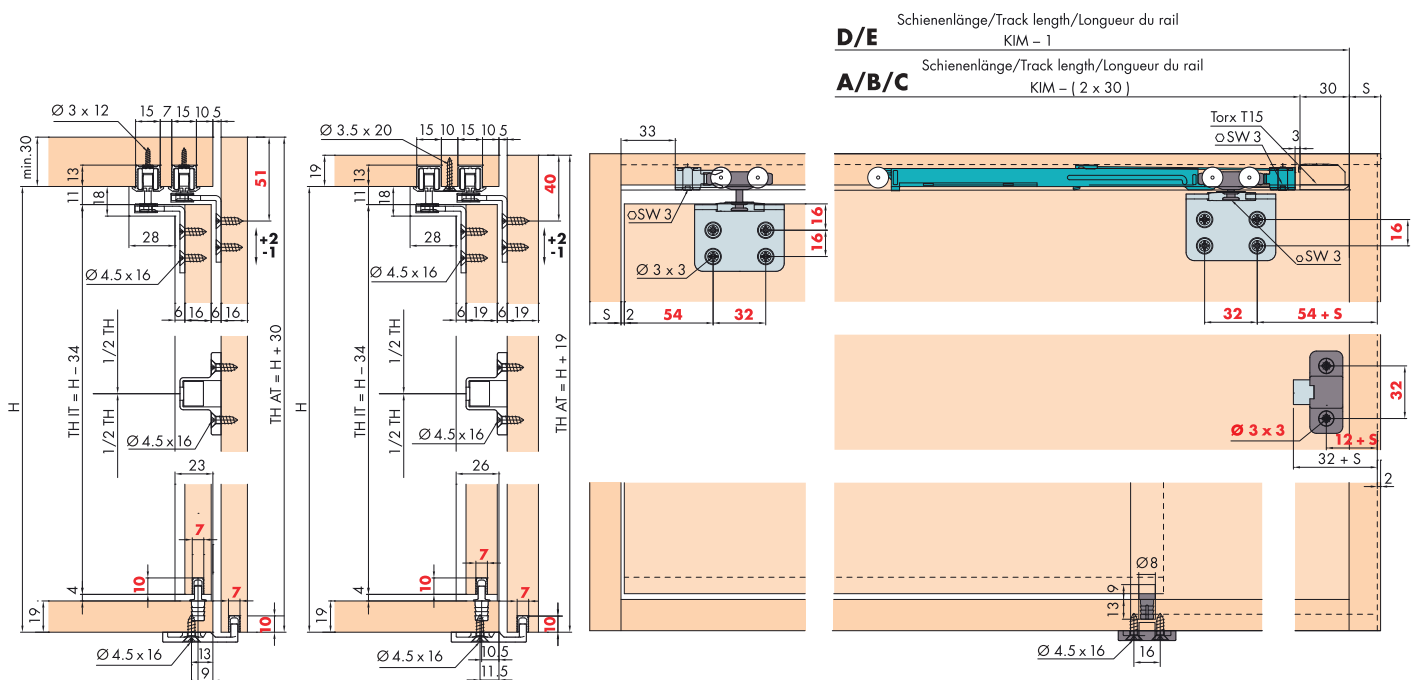 Schienenlänge/Track length/Longueur du rail
D/E
KIM – 1
Schienenlänge/Track length/Longueur du rail
A/B/C
KIM – ( 2 x 30 )
30
S
Ø 3 x 12
15
7
15
10
5
min.30
13
11
18
51
28
+2
-1
Ø 4.5 x 16
6
16
6
16
H
TH IT = H – 34
1/2 TH
1/2 TH
TH AT = H + 30
Ø 4.5 x 16
23
7
10
4
19
7
10
Ø 4.5 x 16
13
9
Ø 3.5 x 20
15
10
15
10
5
19
13
11
18
40
28
+2
-1
Ø 4.5 x 16
6
19
6
19
H
TH IT = H – 34
1/2 TH
1/2 TH
TH AT = H + 19
Ø 4.5 x 16
26
7
10
4
19
7
10
Ø 4.5 x 16
10.5
11.5
33
SW 3
16
16
Ø 3 x 3
S
2
54
32
Torx T15
SW 3
3
16
SW 3
32
54 + S
32
Ø 3 x 3
12 + S
32 + S
2
Ø8
9
13
Ø 4.5 x 16
16